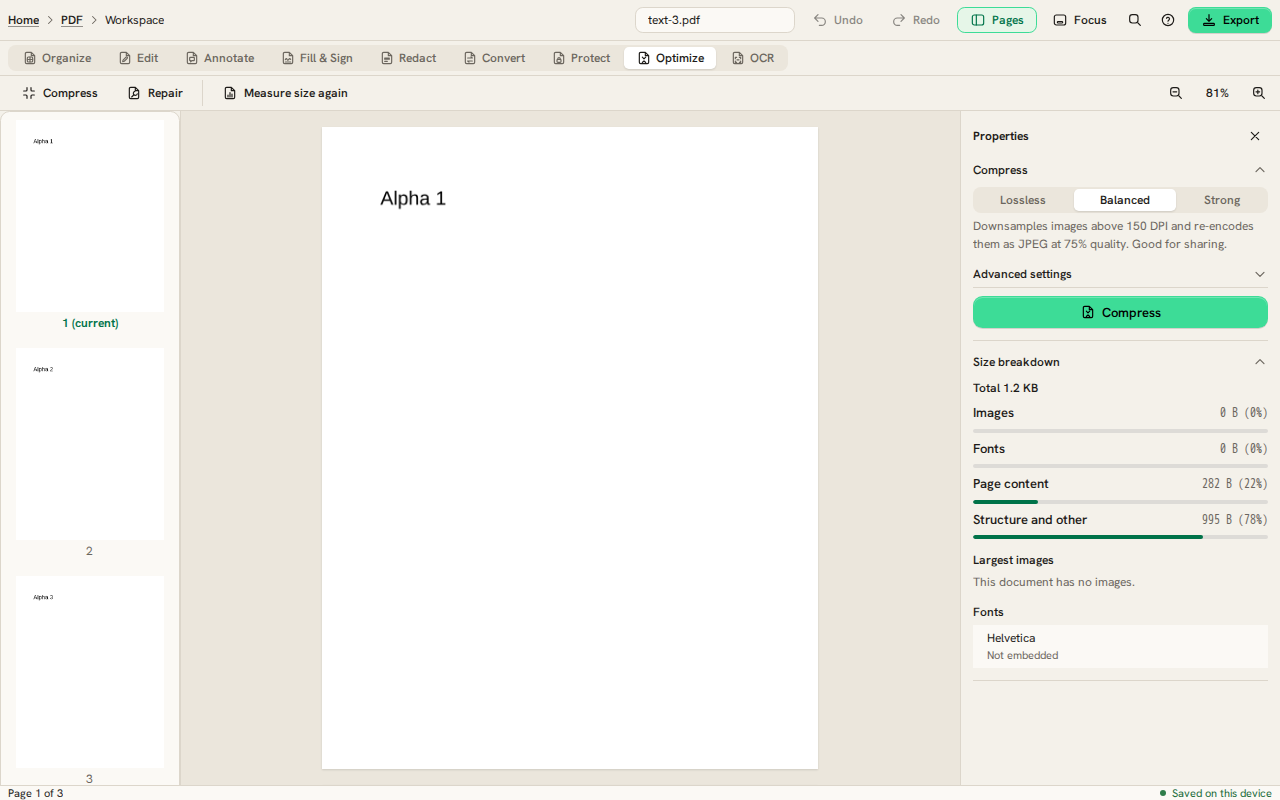 Home > PDF > Workspace
text-3.pdf
Undo
Redo
Pages
Focus
Export
Organize
Edit
Annotate
Fill & Sign
Redact
Convert
Protect
Optimize
OCR
Compress
Repair
Measure size again
81%
Alpha 1
1 (current)
Alpha 2
2
Alpha 3
3
Alpha 1
Properties
Compress
Lossless
Balanced
Strong
Downsamples images above 150 DPI and re-encodes
them as JPEG at 75% quality. Good for sharing.
Advanced settings
Compress
Size breakdown
Total 1.2 KB
Images 0 B (0%)
Fonts 0 B (0%)
Page content 282 B (22%)
Structure and other 995 B (78%)
Largest images
This document has no images.
Fonts
Helvetica
Not embedded
Page 1 of 3
Saved on this device